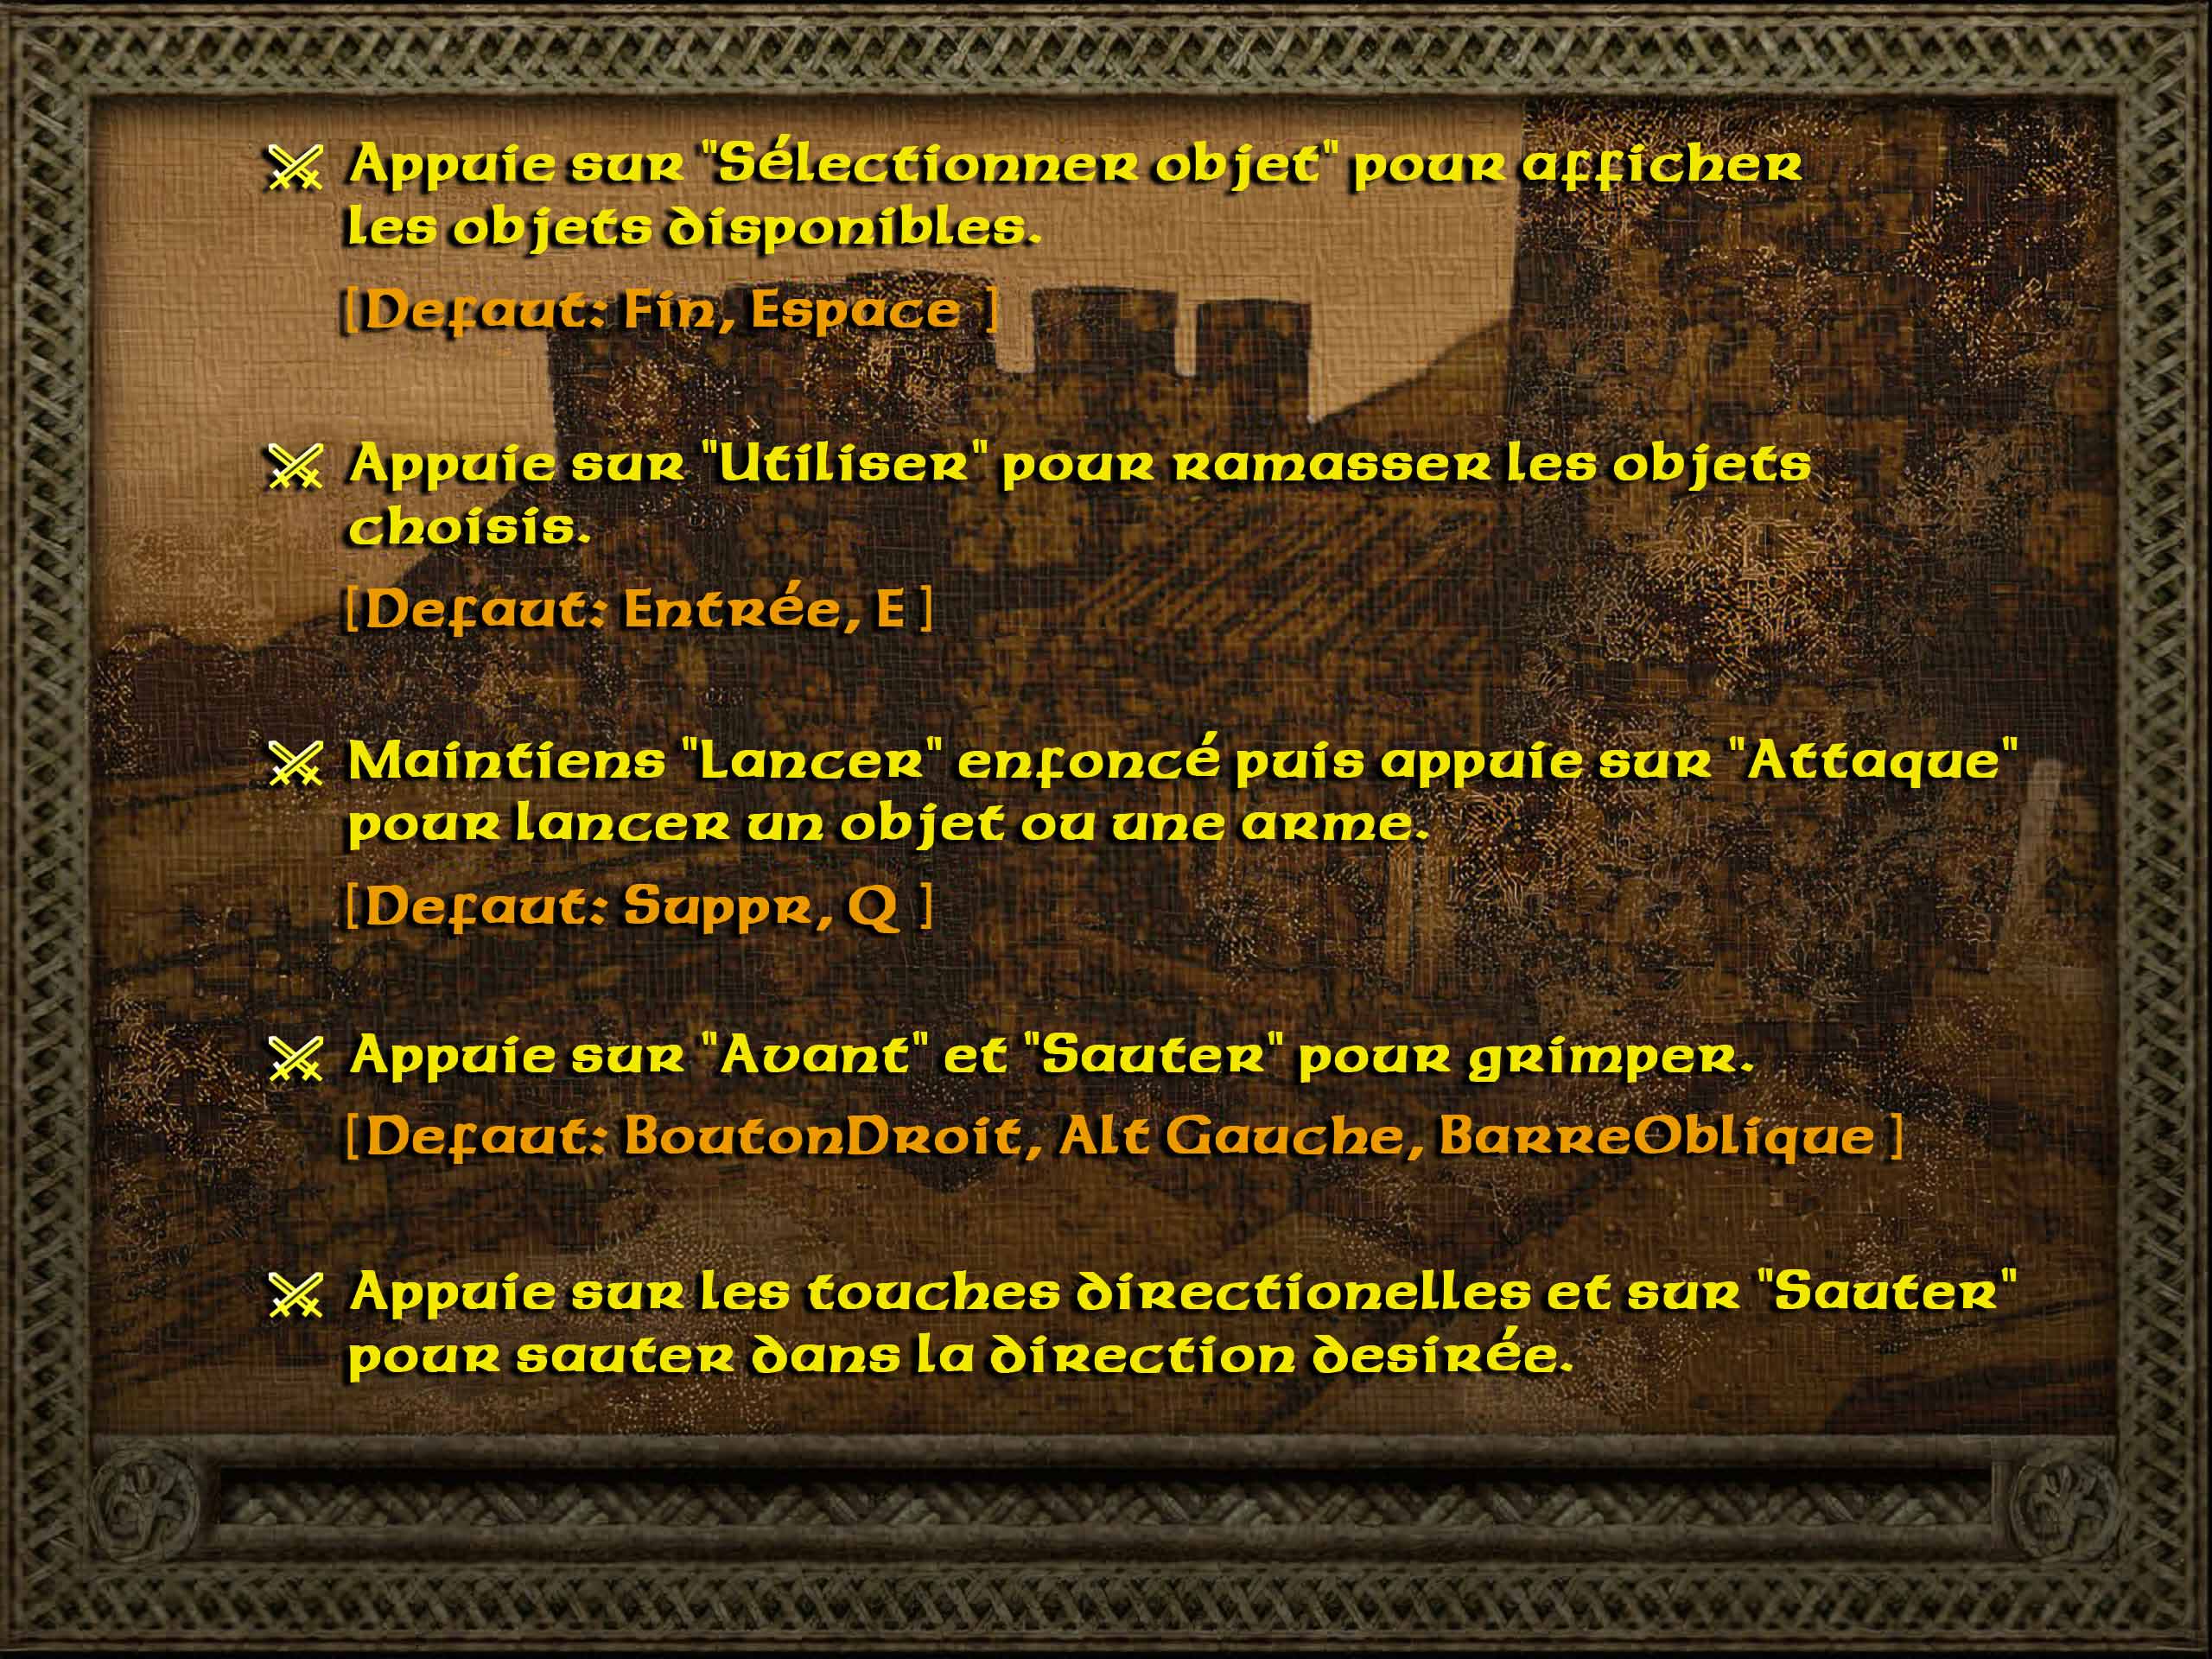 Appuie sur "Sélectionner objet" pour afficher
les objets disponibles.
[Defaut: Fin, Espace ]
Appuie sur "Utiliser" pour ramasser les objets
choisis.
[Defaut: Entrée, E ]
Maintiens "Lancer" enfoncé puis appuie sur "Attaque"
pour lancer un objet ou une arme.
[Defaut: Suppr, Q ]
Appuie sur "Avant" et "Sauter" pour grimper.
[Defaut: BoutonDroit, Alt Gauche, BarreOblique ]
Appuie sur les touches directionelles et sur "Sauter"
pour sauter dans la direction desirée.